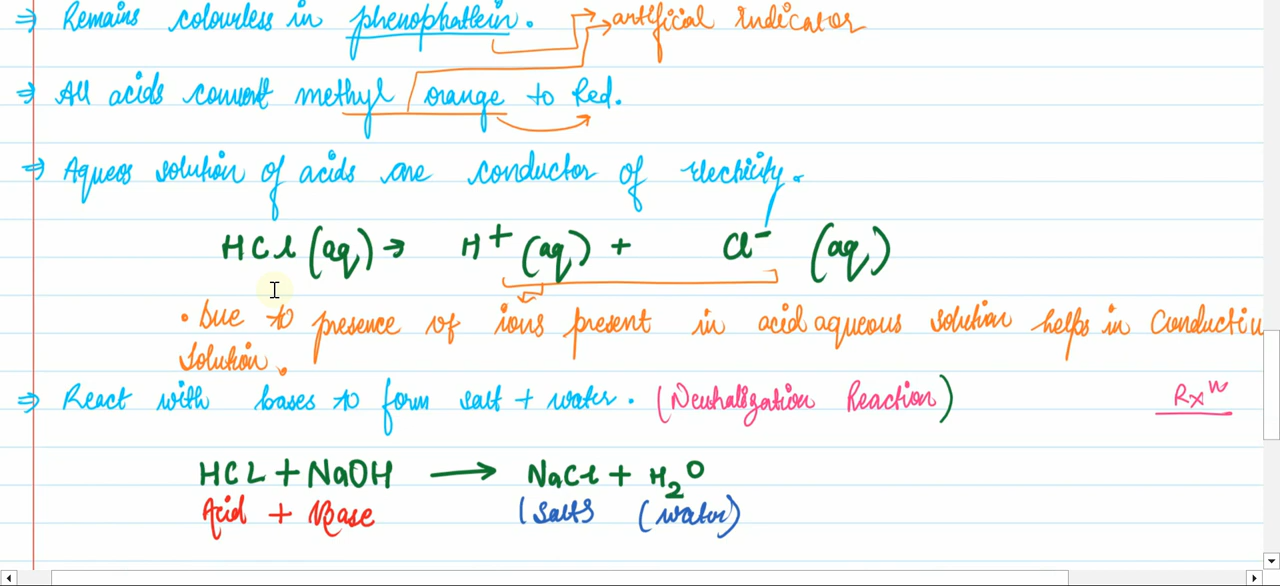 ⇒ Remains colourless in phenophatlein. → artifical Indicator
⇒ All acids convert methyl orange to Red.
⇒ Aqueos solution of acids are conductor of electricity.
HCl (aq) → H+ (aq) + Cl- (aq)
• Due to presence of ions present in acid aqueous solution helps in Conductiv
solution.
⇒ React with bases to form salt + water. (Neutralization Reaction) Rxn
HCL + NaOH → NaCl + H2O
Acid + Base (Salts (water)